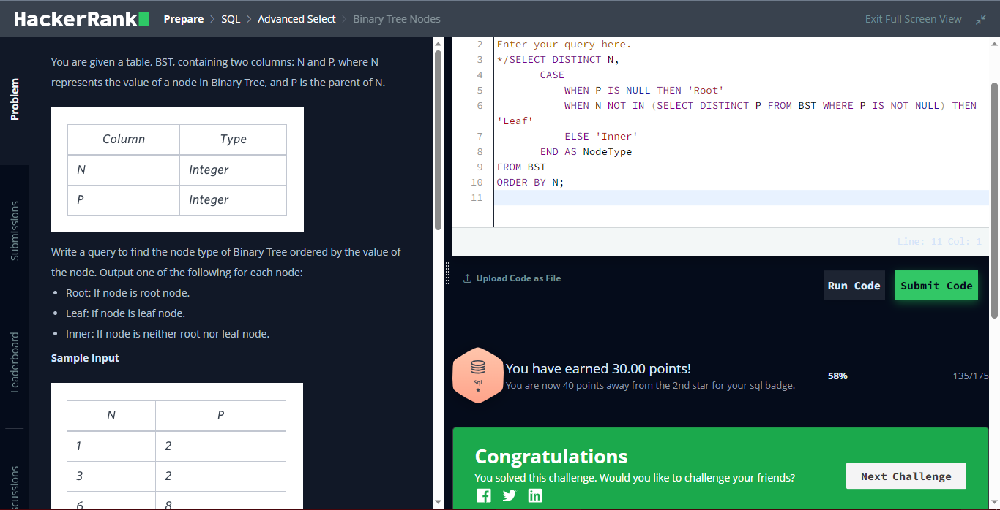 HackerRank
Prepare > SQL > Advanced Select > Binary Tree Nodes
Exit Full Screen View
Problem
Submissions
Leaderboard
You are given a table, BST, containing two columns: N and P, where N
represents the value of a node in Binary Tree, and P is the parent of N.
Column Type
N Integer
P Integer
Write a query to find the node type of Binary Tree ordered by the value of
the node. Output one of the following for each node:
• Root: If node is root node.
• Leaf: If node is leaf node.
• Inner: If node is neither root nor leaf node.
Sample Input
N P
1 2
3 2
6 8
2 Enter your query here.
3 */SELECT DISTINCT N,
4 CASE
5 WHEN P IS NULL THEN 'Root'
6 WHEN N NOT IN (SELECT DISTINCT P FROM BST WHERE P IS NOT NULL) THEN
'Leaf'
7 ELSE 'Inner'
8 END AS NodeType
9 FROM BST
10 ORDER BY N;
11
Line: 11 Col: 1
Upload Code as File
Run Code
Submit Code
Sql
You have earned 30.00 points!
You are now 40 points away from the 2nd star for your sql badge.
58%
135/175
Congratulations
You solved this challenge. Would you like to challenge your friends?
Next Challenge